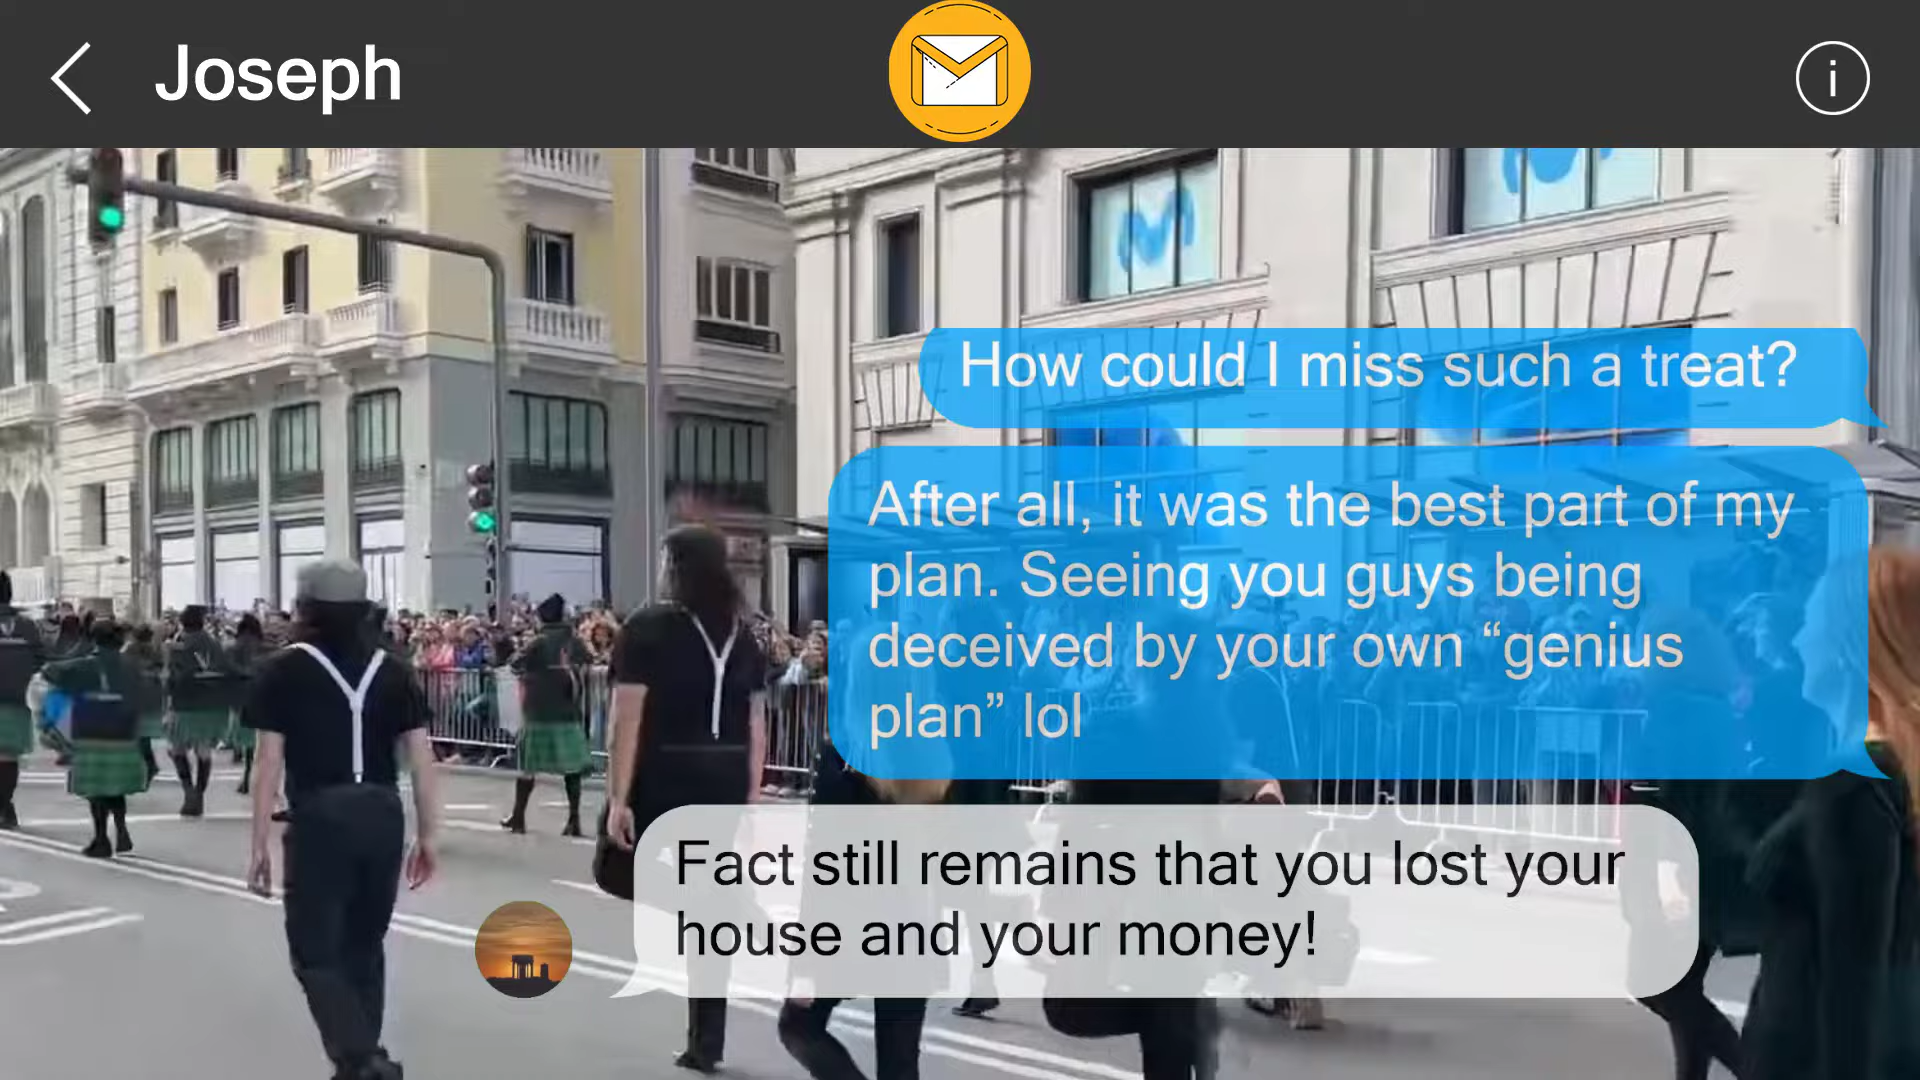 Joseph
How could I miss such a treat?
After all, it was the best part of my
plan. Seeing you guys being
deceived by your own “genius
plan” lol
Fact still remains that you lost your
house and your money!